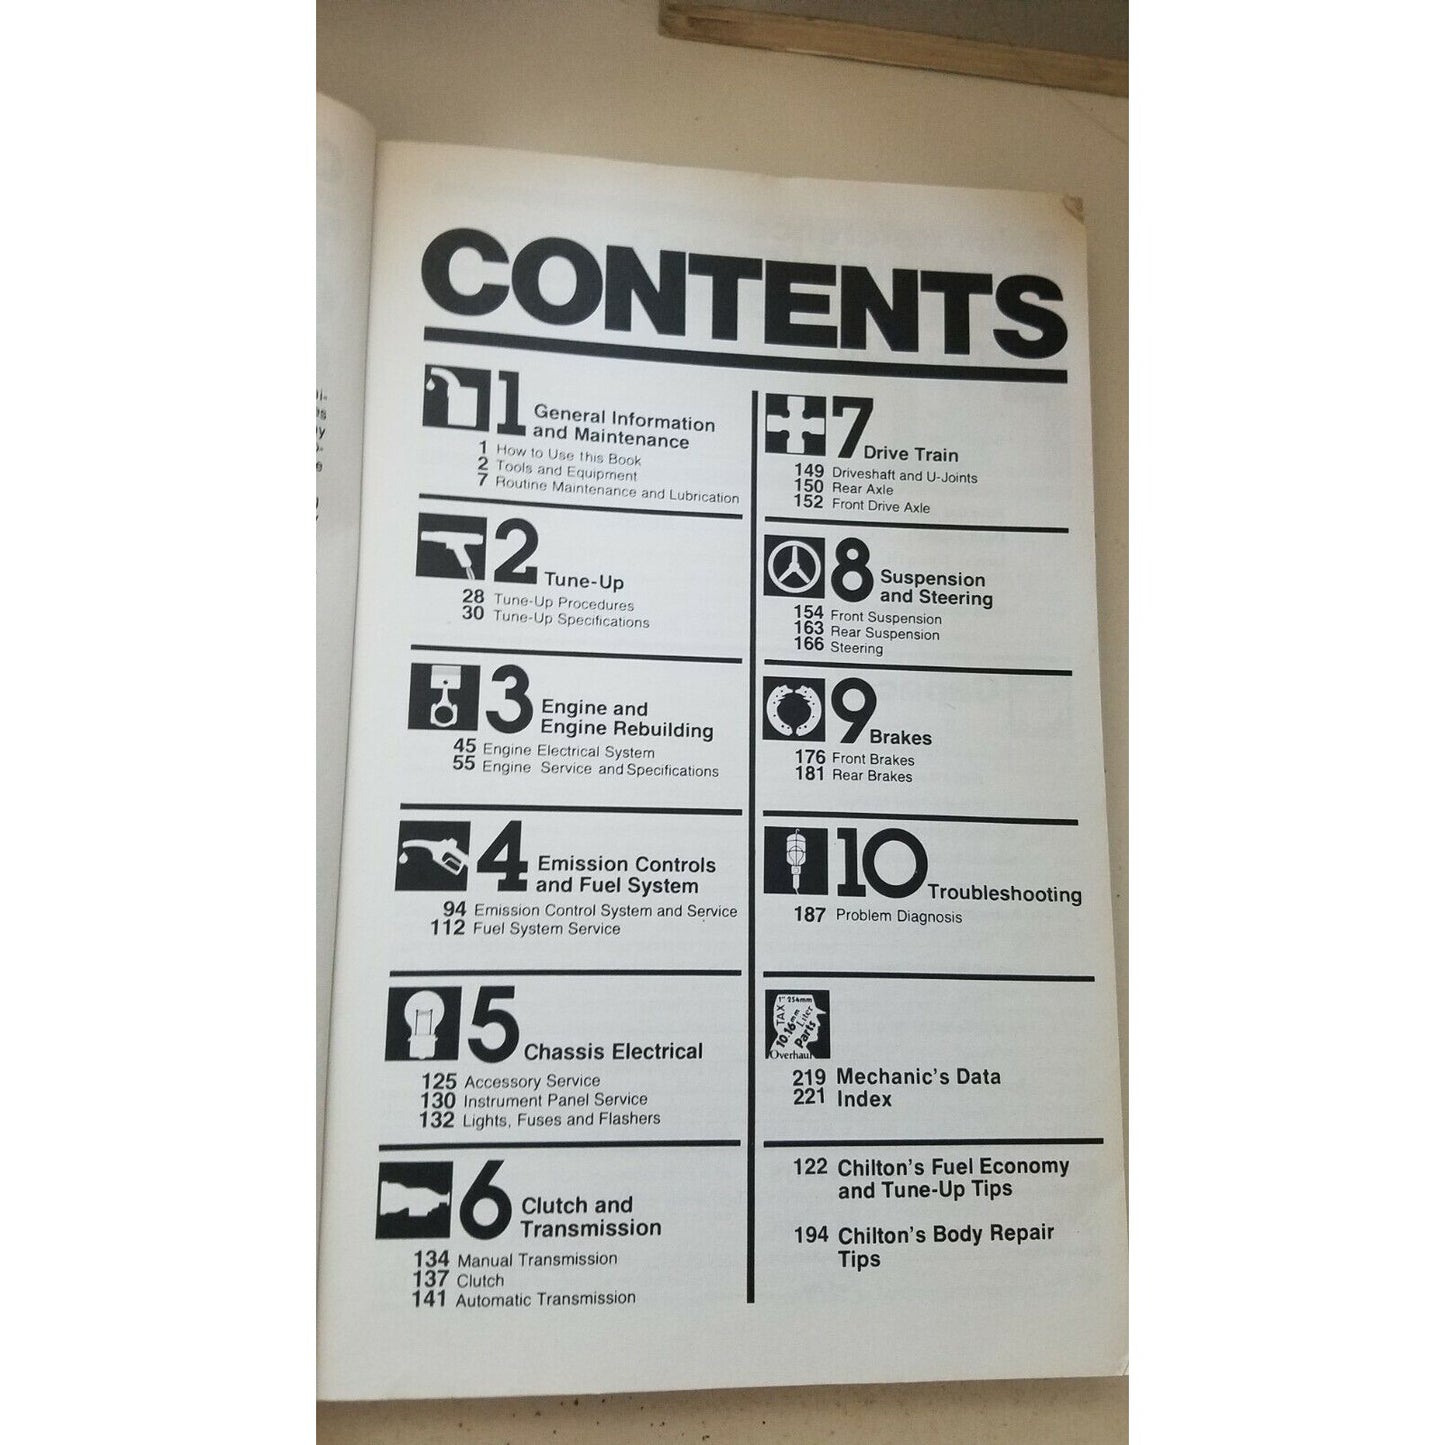 CONTENTS
1 General Information
and Maintenance
1 How to Use this Book
2 Tools and Equipment
7 Routine Maintenance and Lubrication
2 Tune-Up
28 Tune-Up Procedures
30 Tune-Up Specifications
3 Engine and
Engine Rebuilding
45 Engine Electrical System
55 Engine Service and Specifications
4 Emission Controls
and Fuel System
94 Emission Control System and Service
112 Fuel System Service
5 Chassis Electrical
125 Accessory Service
130 Instrument Panel Service
132 Lights, Fuses and Flashers
6 Clutch and
Transmission
134 Manual Transmission
137 Clutch
141 Automatic Transmission
7 Drive Train
149 Driveshaft and U-Joints
150 Rear Axle
152 Front Drive Axle
8 Suspension
and Steering
154 Front Suspension
163 Rear Suspension
166 Steering
9 Brakes
176 Front Brakes
181 Rear Brakes
10 Troubleshooting
187 Problem Diagnosis
1" 254mm
TAX
10.16mm
Liter
Parts
Overhaul
219 Mechanic's Data
221 Index
122 Chilton's Fuel Economy
and Tune-Up Tips
194 Chilton's Body Repair
Tips